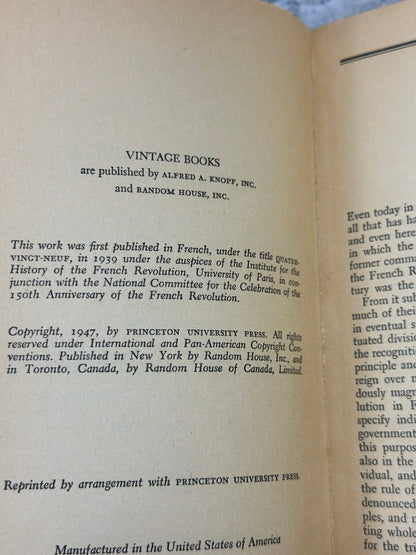 VINTAGE BOOKS
are published by ALFRED A. KNOPF, INC.
and RANDOM HOUSE, INC.
This work was first published in French, under the title QUATRE-
VINGT-NEUF, in 1939 under the auspices of the Institute for the
History of the French Revolution, University of Paris, in con-
junction with the National Committee for the Celebration of the
150th Anniversary of the French Revolution.
Copyright, 1947, by PRINCETON UNIVERSITY PRESS. All rights
reserved under International and Pan-American Copyright Con-
ventions. Published in New York by Random House, Inc., and
in Toronto, Canada, by Random House of Canada, Limited.
Reprinted by arrangement with PRINCETON UNIVERSITY PRESS.
Manufactured in the United States of America
Even today in
all that has ha
and even here
in which the
former comma
the French R
tury was the
From it sub
much of their
in eventual s
tuated divisio
the recogniti
principle and
reign over n
dously magn
lution in F
specify indi
government
this purpos
also in the
vidual, and
the rule of
denounced
ples, and n
ting whole
for the tri